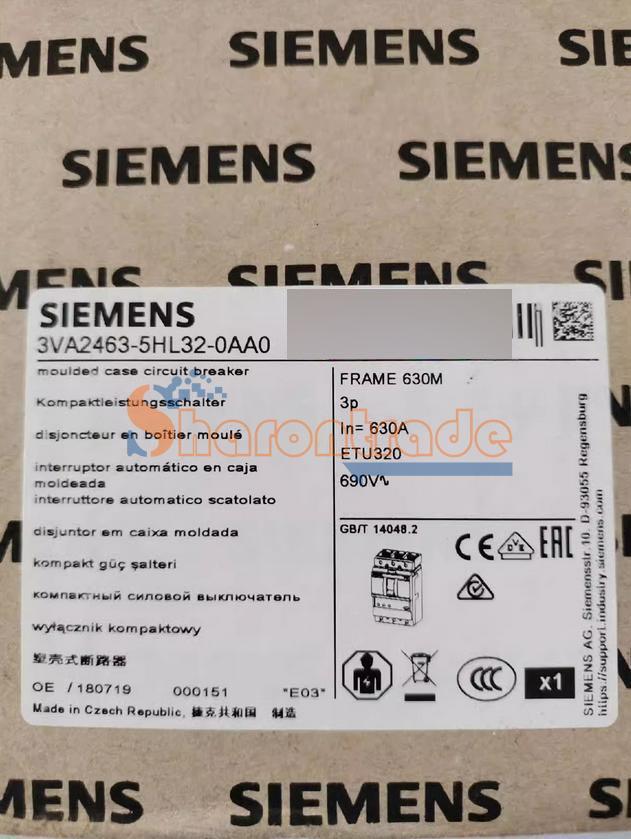 SIEMENS
SIEMENS
SIEMENS
SIEMENS
3VA2463-5HL32-0AA0
moulded case circuit breaker
Kompaktleistungsschalter
disjoncteur en boîtier moulé
interruptor automático en caja
moldeada
interruttore automatico scatolato
disjuntor em caixa moldada
kompakt güç şalteri
компактный силовой выключатель
wyłącznik kompaktowy
塑壳式断路器
OE /180719 000151 "E03"
Made in Czech Republic, 捷克共和国 制造
FRAME 630M
3p
In= 630A
ETU320
690V∿
GB/T 14048.2
CE DVE EAC
CCC
x1
SIEMENS AG, Siemensstr. 10, D-93055 Regensburg
https://support.industry.siemens.com
Sharontrade
SIEMENS